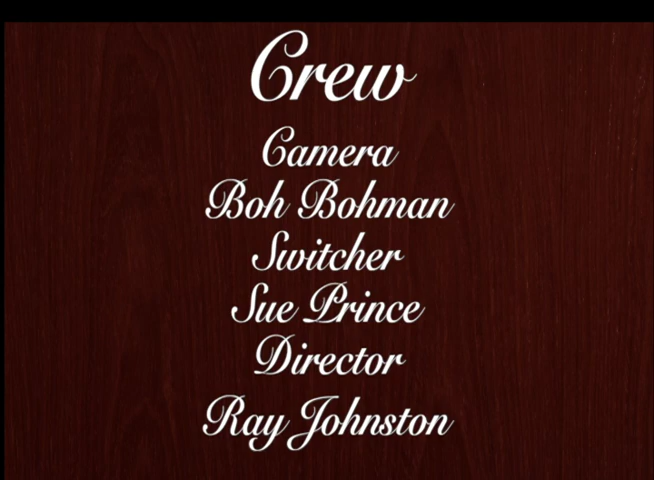 Crew
Camera
Boh Bohman
Switcher
Sue Prince
Director
Ray Johnston